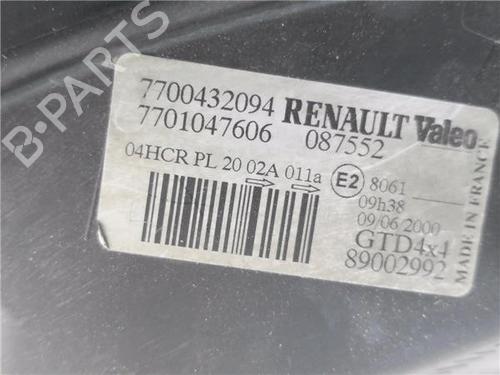 B-PARTS
7700432094 RENAULT Valeo
7701047606 087552
04HCR PL 20 02A 011a E2 8061
09h38
09/06/2000
GTD4x4
89002992
MADE IN FRANCE